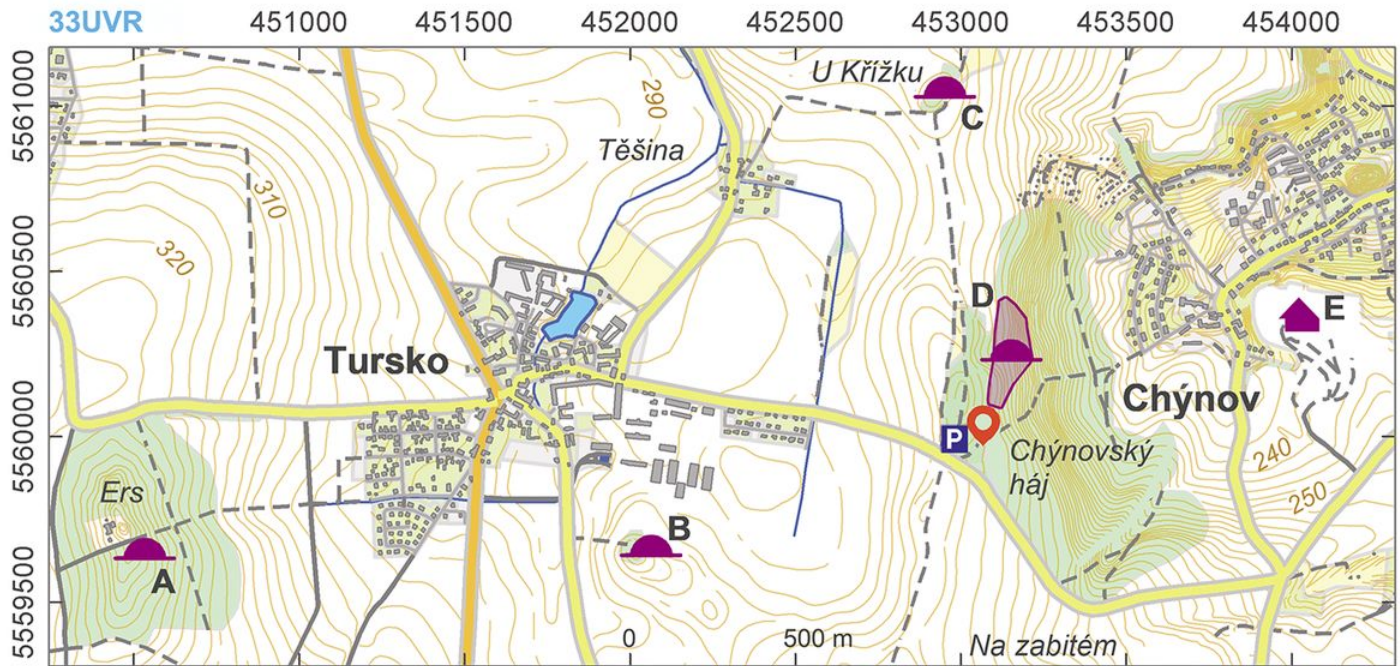 33UVR 451000 451500 452000 452500 453000 453500 454000
5561000
5560500
5560000
5559500
U Křížku
C
290
Těšina
310
320
D
E
Tursko
Chýnov
P
Chýnovský
háj
240
250
Ers
A
B
0 500 m
Na zabitém